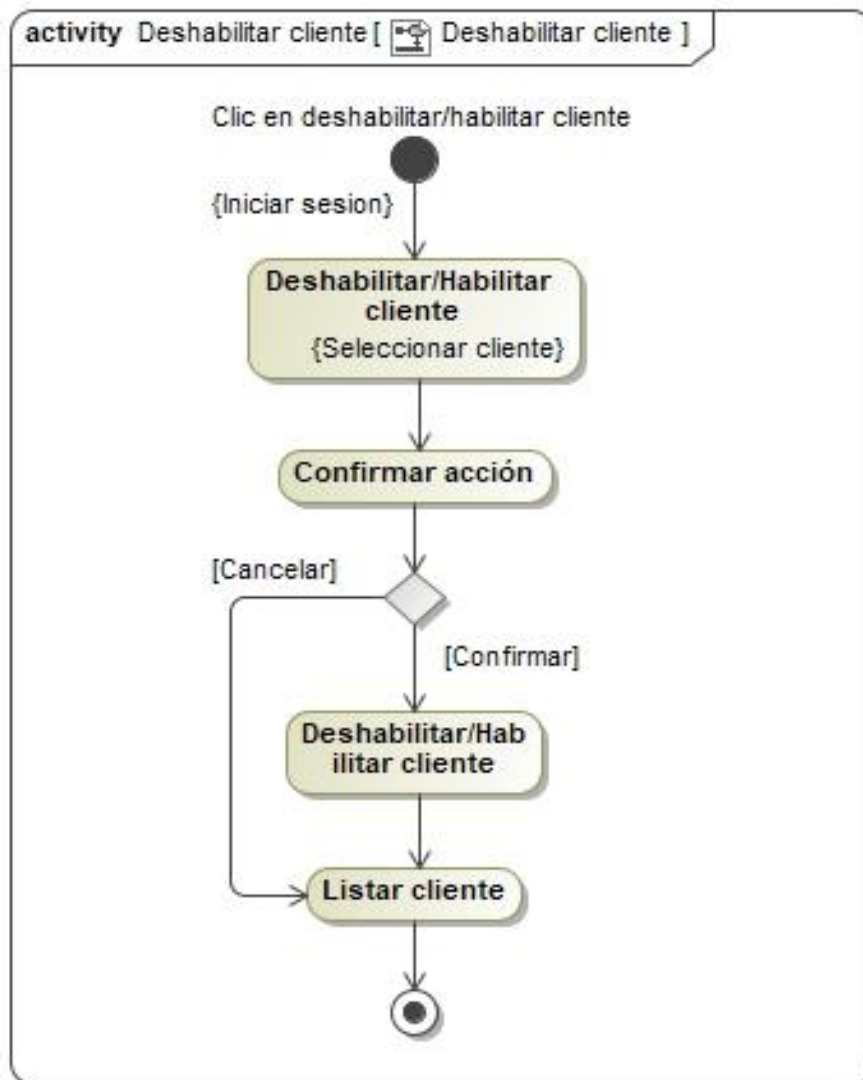 activity Deshabilitar cliente [ Deshabilitar cliente ]
Clic en deshabilitar/habilitar cliente
{Iniciar sesion}
Deshabilitar/Habilitar
cliente
{Seleccionar cliente}
Confirmar acción
[Cancelar]
[Confirmar]
Deshabilitar/Hab
ilitar cliente
Listar cliente